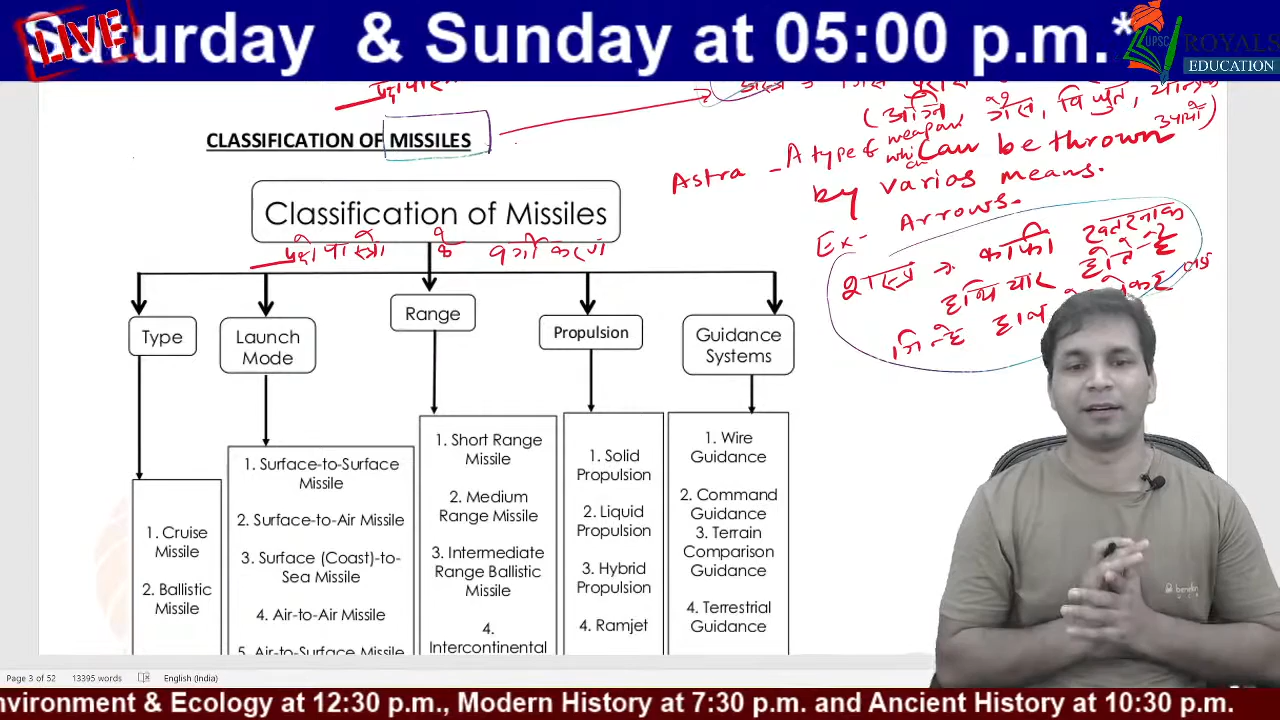 Saturday & Sunday at 05:00 p.m.*
LIVE
UPSC
ROYALS
EDUCATION
CLASSIFICATION OF MISSILES
Astra - A type of weapon
which can be thrown
by varios means.
Ex- Arrows.
शस्त्र → काफी खतरनाक
हथियार होते है
जिन्हे हाथ
Classification of Missiles
Type
Launch
Mode
Range
Propulsion
Guidance
Systems
1. Cruise
Missile
2. Ballistic
Missile
1. Surface-to-Surface
Missile
2. Surface-to-Air Missile
3. Surface (Coast)-to-
Sea Missile
4. Air-to-Air Missile
5. Air-to-Surface Missile
1. Short Range
Missile
2. Medium
Range Missile
3. Intermediate
Range Ballistic
Missile
4.
Intercontinental
1. Solid
Propulsion
2. Liquid
Propulsion
3. Hybrid
Propulsion
4. Ramjet
1. Wire
Guidance
2. Command
Guidance
3. Terrain
Comparison
Guidance
4. Terrestrial
Guidance
Page 3 of 52 13395 words English (India)
nvironment & Ecology at 12:30 p.m., Modern History at 7:30 p.m. and Ancient History at 10:30 p.m.